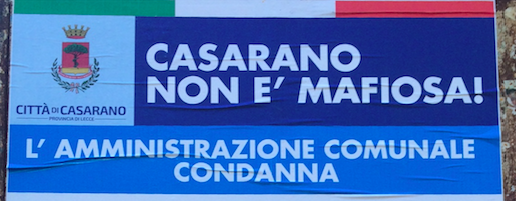 CASARANO
NON E' MAFIOSA!
CITTÀ DI CASARANO
PROVINCIA DI LECCE
L' AMMINISTRAZIONE COMUNALE
CONDANNA